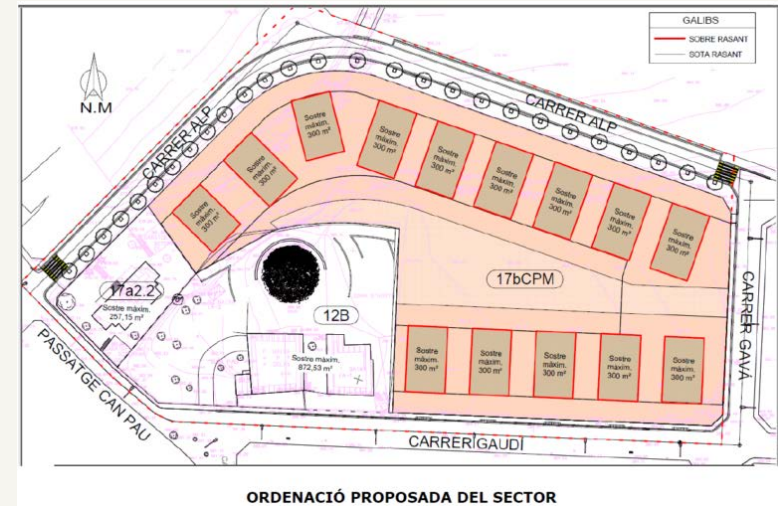 GALIBS
SOBRE RASANT
SOTA RASANT
N.M
CARRER ALP
CARRER ALP
Sostre
màxim.
300 m²
Sostre
màxim.
300 m²
Sostre
màxim.
300 m²
Sostre
màxim.
300 m²
Sostre
màxim.
300 m²
Sostre
màxim.
300 m²
Sostre
màxim.
300 m²
Sostre
màxim.
300 m²
Sostre
màxim.
300 m²
17a2.2
Sostre màxim.
257,15 m²
12B
17bCPM
CARRER GAVÀ
PASSATGE CAN PAU
Sostre màxim.
872,53 m²
Sostre
màxim.
300 m²
Sostre
màxim.
300 m²
Sostre
màxim.
300 m²
Sostre
màxim.
300 m²
Sostre
màxim.
300 m²
CARRER GAUDÍ
ORDENACIÓ PROPOSADA DEL SECTOR